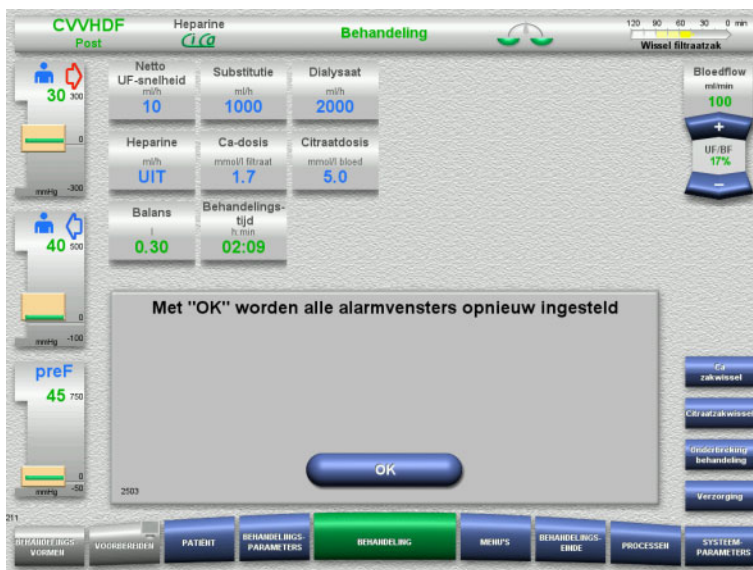 CVVHDF
Post
Heparine
CiCa
Behandeling
120 90 60 30 0 min
Wissel filtraatzak
30
300
0
mmHg
-300
Netto
UF-snelheid
ml/h
10
Substitutie
ml/h
1000
Dialysaat
ml/h
2000
Bloedflow
ml/min
100
+
UF/BF
17%
–
Heparine
ml/h
UIT
Ca-dosis
mmol/l filtraat
1.7
Citraatdosis
mmol/l bloed
5.0
Balans
l
0.30
Behandelings-
tijd
h:min
02:09
40
500
0
mmHg
-100
Met "OK" worden alle alarmvensters opnieuw ingesteld
OK
2503
preF
45
750
0
mmHg
-50
Ca
zakwissel
Citraatzakwissel
Onderbreking
behandeling
Verzorging
211
BEHANDELINGS-
VORMEN
VOORBEREIDEN
PATIËNT
BEHANDELINGS-
PARAMETERS
BEHANDELING
MENU'S
BEHANDELINGS-
EINDE
PROCESSEN
SYSTEEM-
PARAMETERS